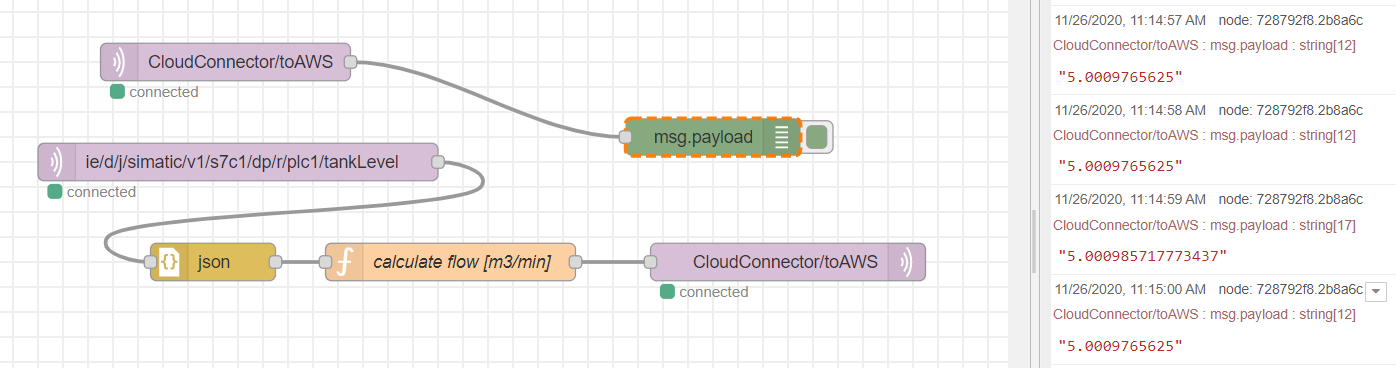 CloudConnector/toAWS
connected
msg.payload
ie/d/j/simatic/v1/s7c1/dp/r/plc1/tankLevel
connected
json
calculate flow [m3/min]
CloudConnector/toAWS
connected
11/26/2020, 11:14:57 AM node: 728792f8.2b8a6c
CloudConnector/toAWS : msg.payload : string[12]
"5.0009765625"
11/26/2020, 11:14:58 AM node: 728792f8.2b8a6c
CloudConnector/toAWS : msg.payload : string[12]
"5.0009765625"
11/26/2020, 11:14:59 AM node: 728792f8.2b8a6c
CloudConnector/toAWS : msg.payload : string[17]
"5.000985717773437"
11/26/2020, 11:15:00 AM node: 728792f8.2b8a6c
CloudConnector/toAWS : msg.payload : string[12]
"5.0009765625"